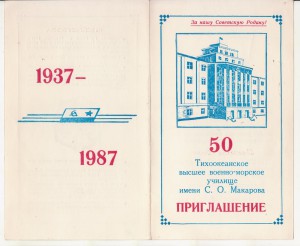 1937–
1987
За нашу Советскую Родину!
50
Тихоокеанское
высшее военно-морское
училище
имени С. О. Макарова
ПРИГЛАШЕНИЕ